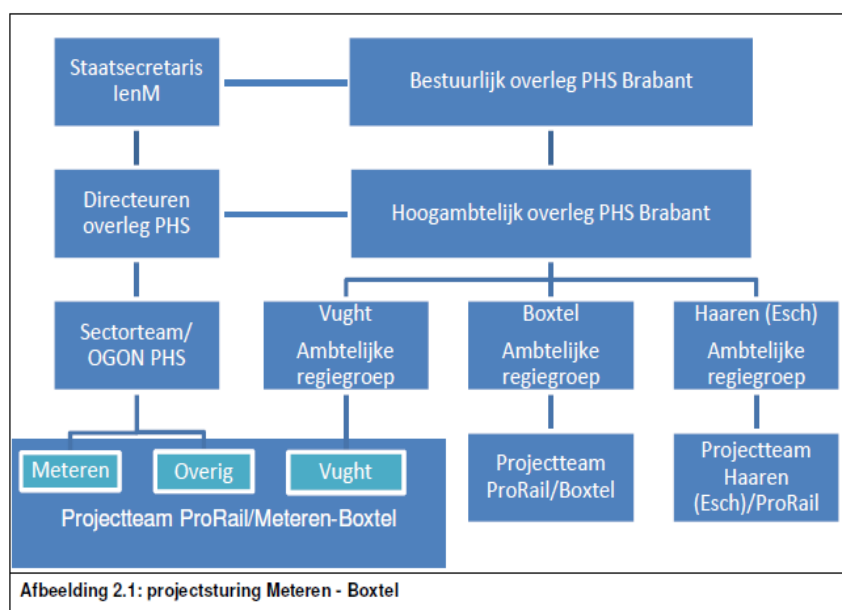 Staatsecretaris
IenM
Bestuurlijk overleg PHS Brabant
Directeuren
overleg PHS
Hoogambtelijk overleg PHS Brabant
Sectorteam/
OGON PHS
Vught
Ambtelijke
regiegroep
Boxtel
Ambtelijke
regiegroep
Haaren (Esch)
Ambtelijke
regiegroep
Meteren
Overig
Vught
Projectteam ProRail/Meteren-Boxtel
Projectteam
ProRail/Boxtel
Projectteam
Haaren
(Esch)/ProRail
Afbeelding 2.1: projectsturing Meteren - Boxtel